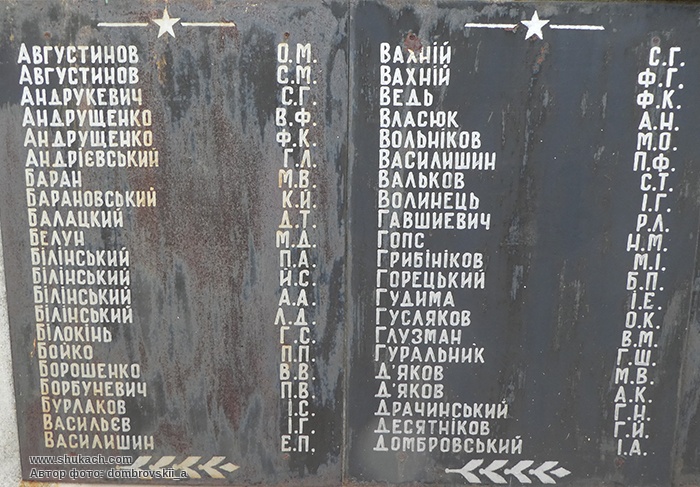 Августинов О.М.
Августинов С.М.
Андрукевич С.Г.
Андрущенко В.Ф.
Андрущенко Ф.К.
Андрієвський Г.Л.
Баран М.В.
Барановський К.Й.
Балацкий Д.Т.
Белун М.Д.
Білінський П.А.
Білінський Й.С.
Білінський А.А.
Білінський Л.Д.
Білокінь Г.С.
Бойко П.П.
Борошенко В.В.
Борбуневич П.В.
Бурлаков І.С.
Васильєв І.Г.
Василишин Е.П.
Вахній С.Г.
Вахній Ф.Г.
Ведь Ф.К.
Власюк А.Н.
Вольніков М.О.
Василишин П.Ф.
Вальков С.Т.
Волинець І.Г.
Гавшиевич Р.Л.
Гопс Н.М.
Грибініков М.І.
Горецький Б.П.
Гудима І.Е.
Гусляков О.К.
Глузман В.М.
Гуральник Г.Ш.
Д'яков М.В.
Д'яков А.К.
Драчинський Г.Н.
Десятніков Г.Й.
Домбровський І.А.
www.shukach.com
Автор фото: dombrovskii_a